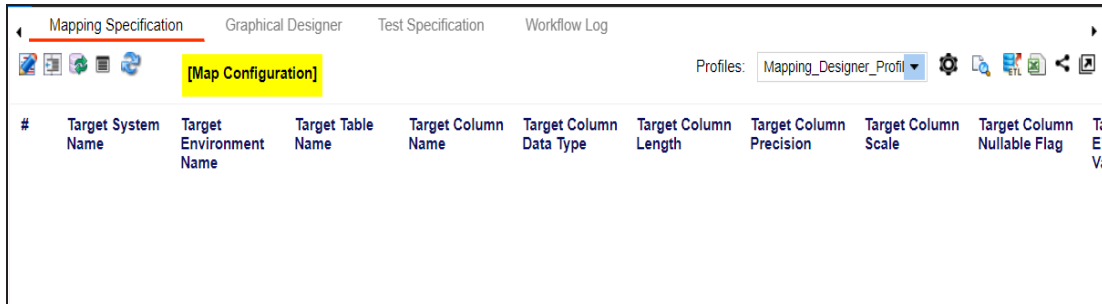 Mapping Specification Graphical Designer Test Specification Workflow Log
[Map Configuration] Profiles: Mapping_Designer_Profil ETL
# Target System Name Target Environment Name Target Table Name Target Column Name Target Column Data Type Target Column Length Target Column Precision Target Column Scale Target Column Nullable Flag